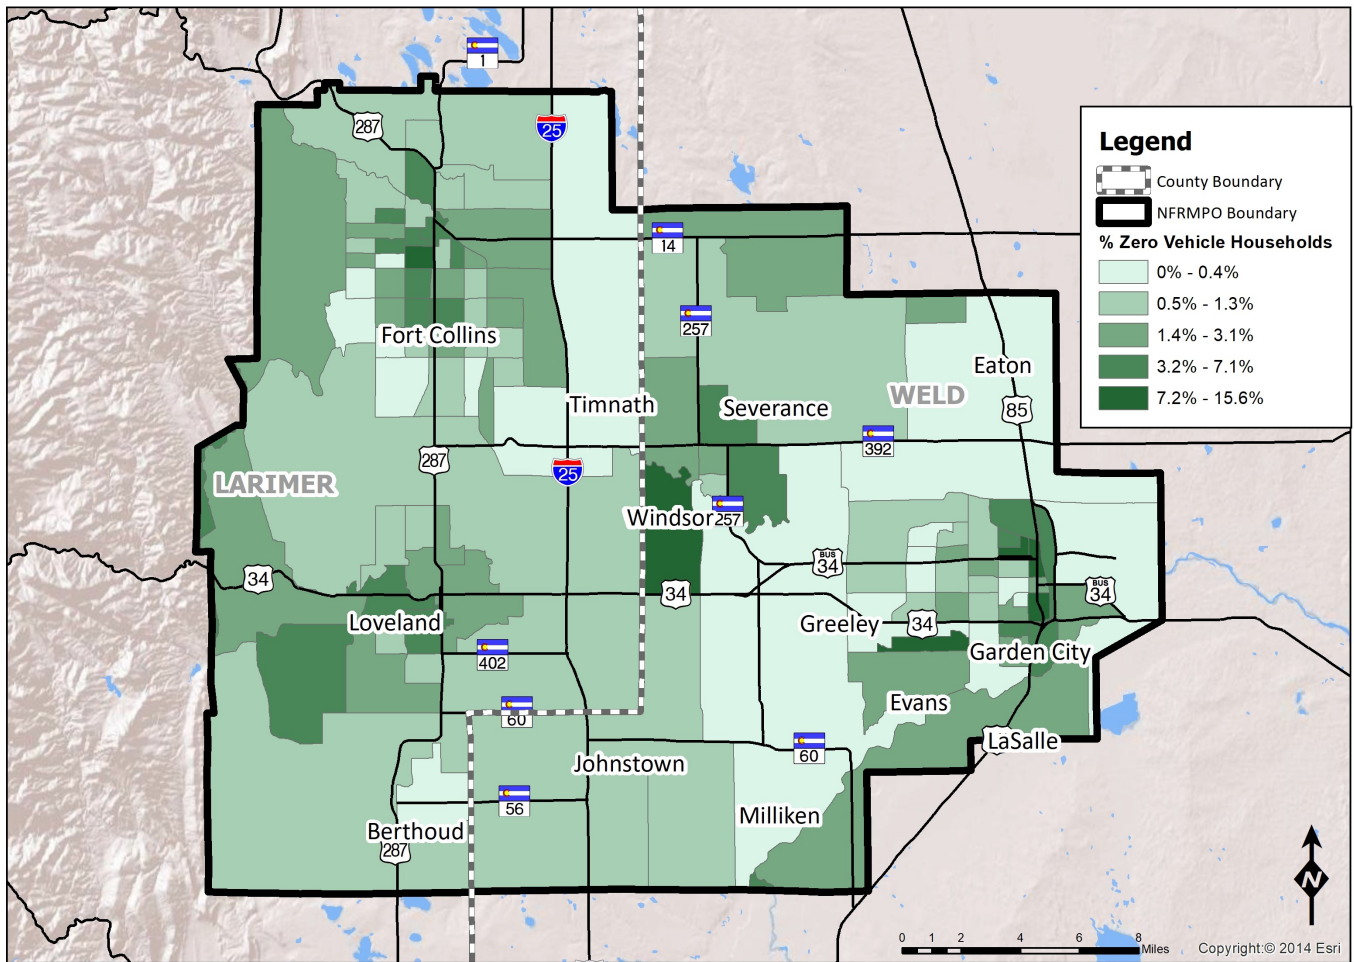 1
287
25
14
257
Fort Collins
Eaton
Timnath
Severance
WELD
85
392
287
25
LARIMER
Windsor
257
BUS
34
34
34
BUS
34
Loveland
Greeley
34
402
Garden City
60
Evans
LaSalle
Johnstown
60
56
Milliken
Berthoud
287
Legend
County Boundary
NFRMPO Boundary
% Zero Vehicle Households
0% - 0.4%
0.5% - 1.3%
1.4% - 3.1%
3.2% - 7.1%
7.2% - 15.6%
N
0 1 2 4 6 8
Miles
Copyright:© 2014 Esri